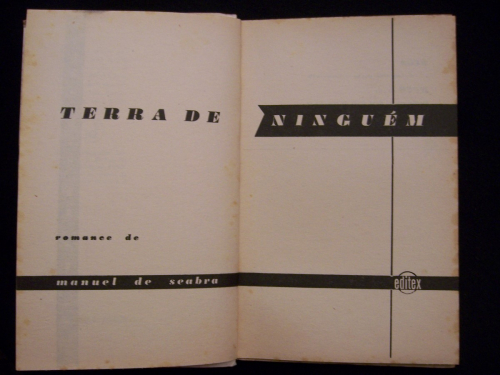 TERRA DE NINGUÉM
romance de
manuel de seabra
editex